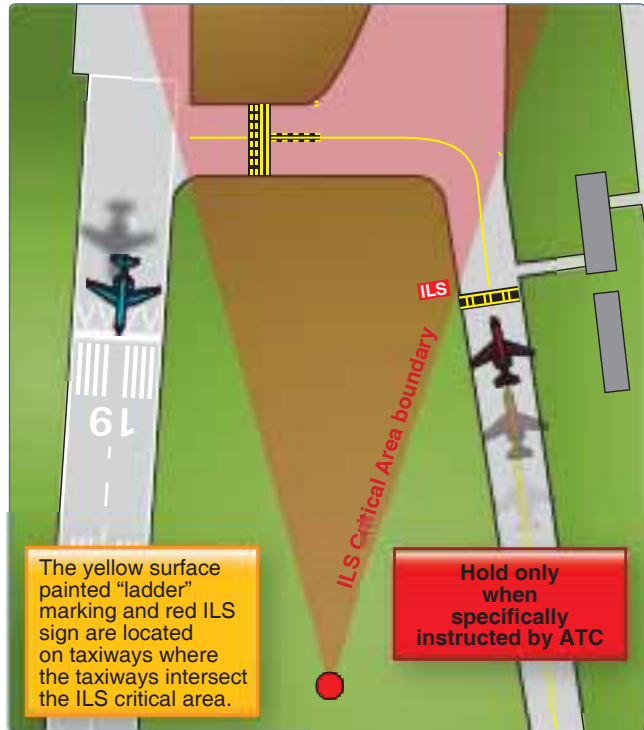 ILS
ILS Critical Area boundary
19
The yellow surface
painted “ladder”
marking and red ILS
sign are located
on taxiways where
the taxiways intersect
the ILS critical area.
Hold only
when
specifically
instructed by ATC